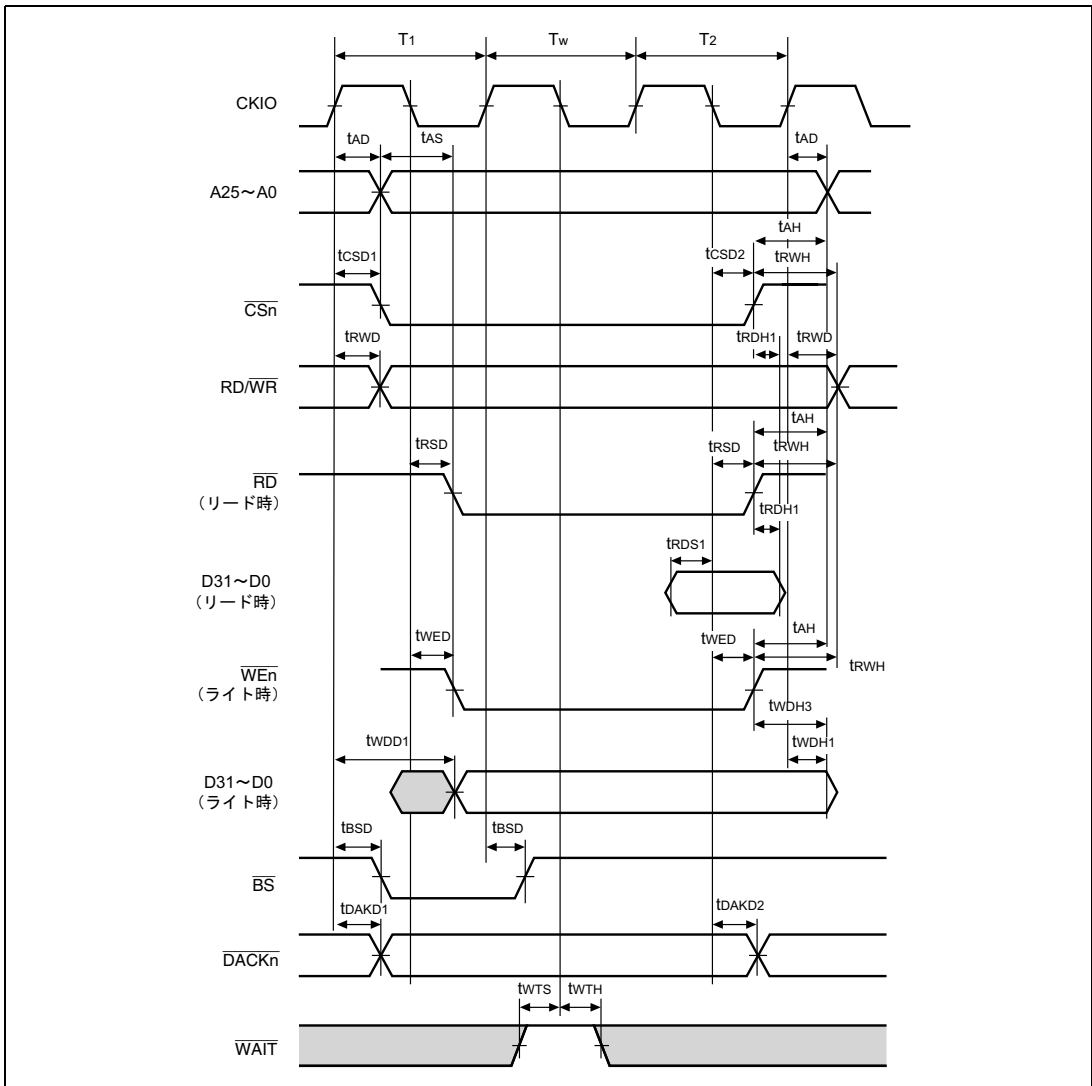 T1 Tw T2
CKIO
tAD tAS tAD
A25～A0
tAH
tCSD1 tCSD2 tRWH
CSn
tRWD tRDH1 tRWD
RD/WR
tAH
tRSD tRSD tRWH
RD
（リード時）
tRDH1
tRDS1
D31～D0
（リード時）
tAH
tWED tWED
tRWH
WEn
（ライト時）
tWDH3
tWDD1 tWDH1
D31～D0
（ライト時）
tBSD tBSD
BS
tDAKD1 tDAKD2
DACKn
tWTS tWTH
WAIT